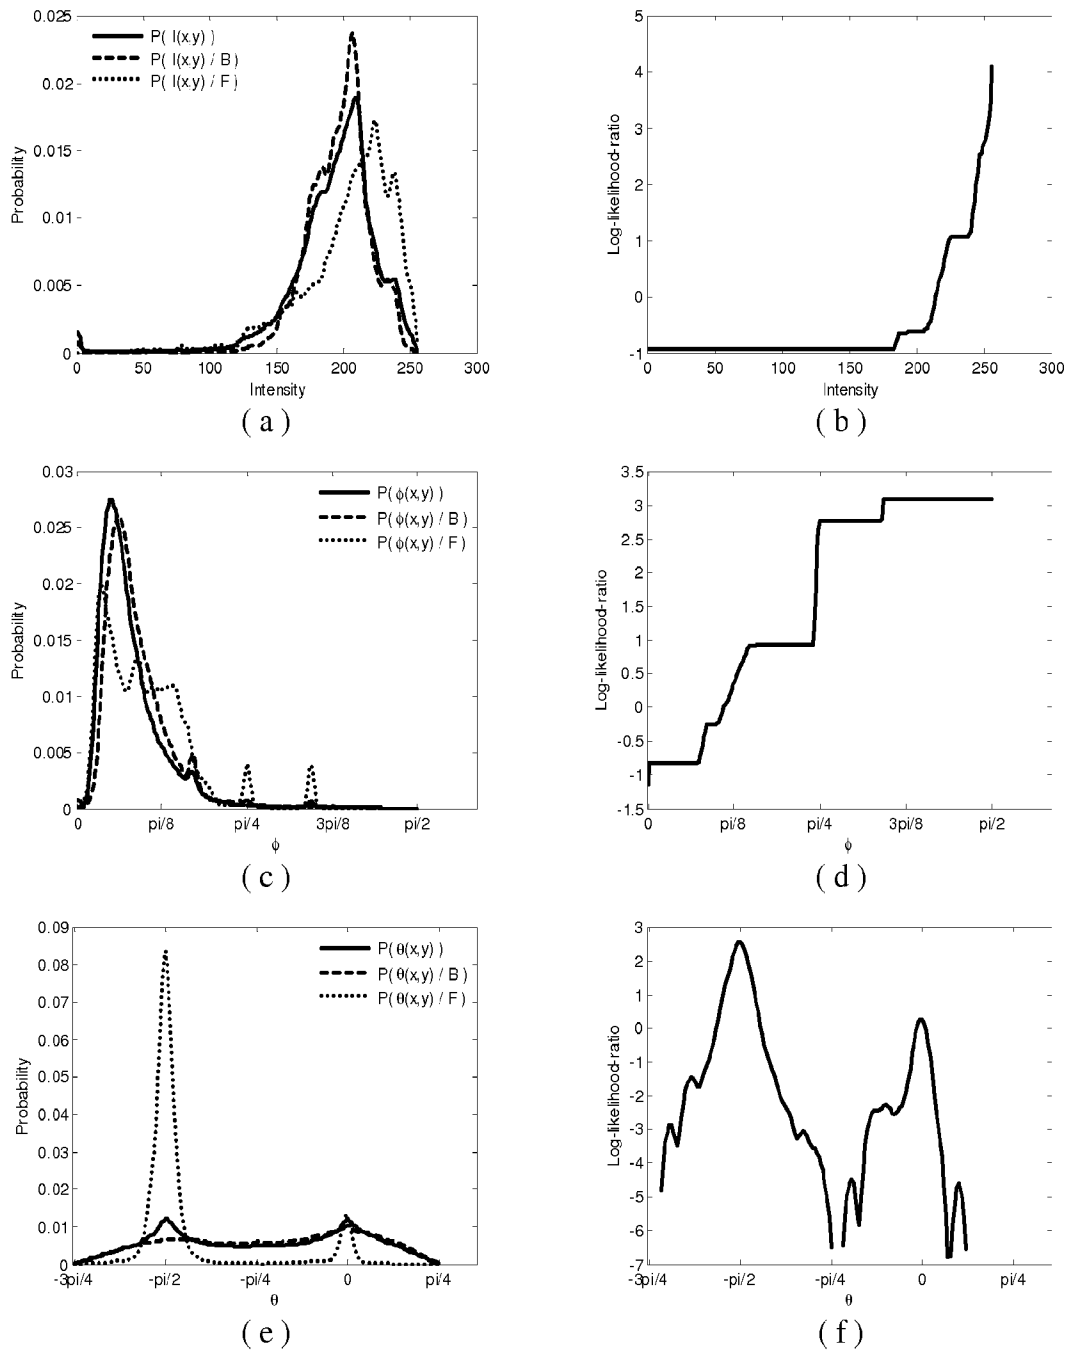 0.025
0.02
0.015
0.01
0.005
0
Probability
P( I(x,y) )
P( I(x,y) / B)
P( I(x,y) / F)
0 50 100 150 200 250 300
Intensity
( a )
5
4
3
2
1
0
-1
Log-likelihood-ratio
0 50 100 150 200 250 300
Intensity
( b )
0.03
0.025
0.02
0.015
0.01
0.005
0
Probability
P( ϕ(x,y) )
P( ϕ(x,y) / B)
P( ϕ(x,y) / F)
0 pi/8 pi/4 3pi/8 pi/2
ϕ
( c )
3.5
3
2.5
2
1.5
1
0.5
0
-0.5
-1
-1.5
Log-likelihood-ratio
0 pi/8 pi/4 3pi/8 pi/2
ϕ
( d )
0.09
0.08
0.07
0.06
0.05
0.04
0.03
0.02
0.01
0
Probability
P( θ(x,y) )
P( θ(x,y) / B)
P( θ(x,y) / F)
-3pi/4 -pi/2 -pi/4 0 pi/4
θ
( e )
3
2
1
0
-1
-2
-3
-4
-5
-6
-7
Log-likelihood-ratio
-3pi/4 -pi/2 -pi/4 0 pi/4
θ
( f )